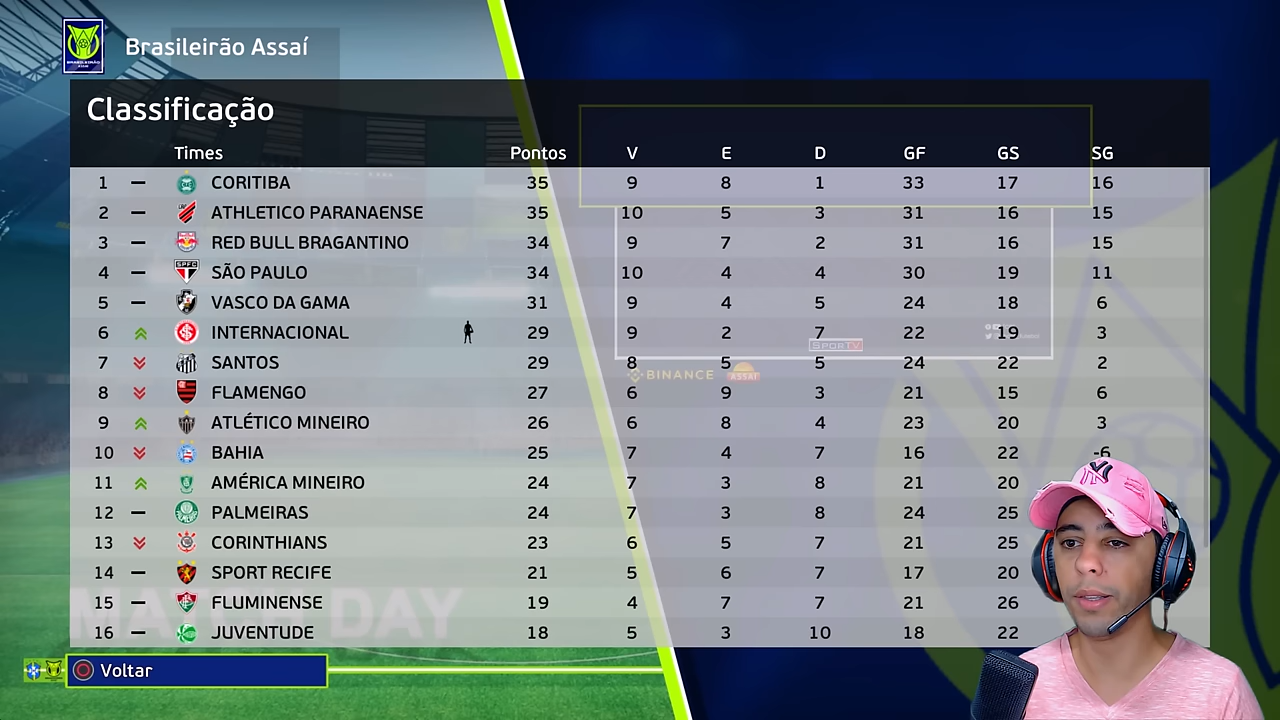 Brasileirão Assaí
Classificação
Times Pontos V E D GF GS SG
1 CORITIBA 35 9 8 1 33 17 16
2 ATHLETICO PARANAENSE 35 10 5 3 31 16 15
3 RED BULL BRAGANTINO 34 9 7 2 31 16 15
4 SÃO PAULO 34 10 4 4 30 19 11
5 VASCO DA GAMA 31 9 4 5 24 18 6
6 INTERNACIONAL 29 9 2 7 22 19 3
SPORTV
7 SANTOS 29 8 5 5 24 22 2
BINANCE ASSAÍ
8 FLAMENGO 27 6 9 3 21 15 6
9 ATLÉTICO MINEIRO 26 6 8 4 23 20 3
10 BAHIA 25 7 4 7 16 22 -6
11 AMÉRICA MINEIRO 24 7 3 8 21 20
12 PALMEIRAS 24 7 3 8 24 25
13 CORINTHIANS 23 6 5 7 21 25
14 SPORT RECIFE 21 5 6 7 17 20
15 FLUMINENSE 19 4 7 7 21 26
16 JUVENTUDE 18 5 3 10 18 22
DAY
Voltar